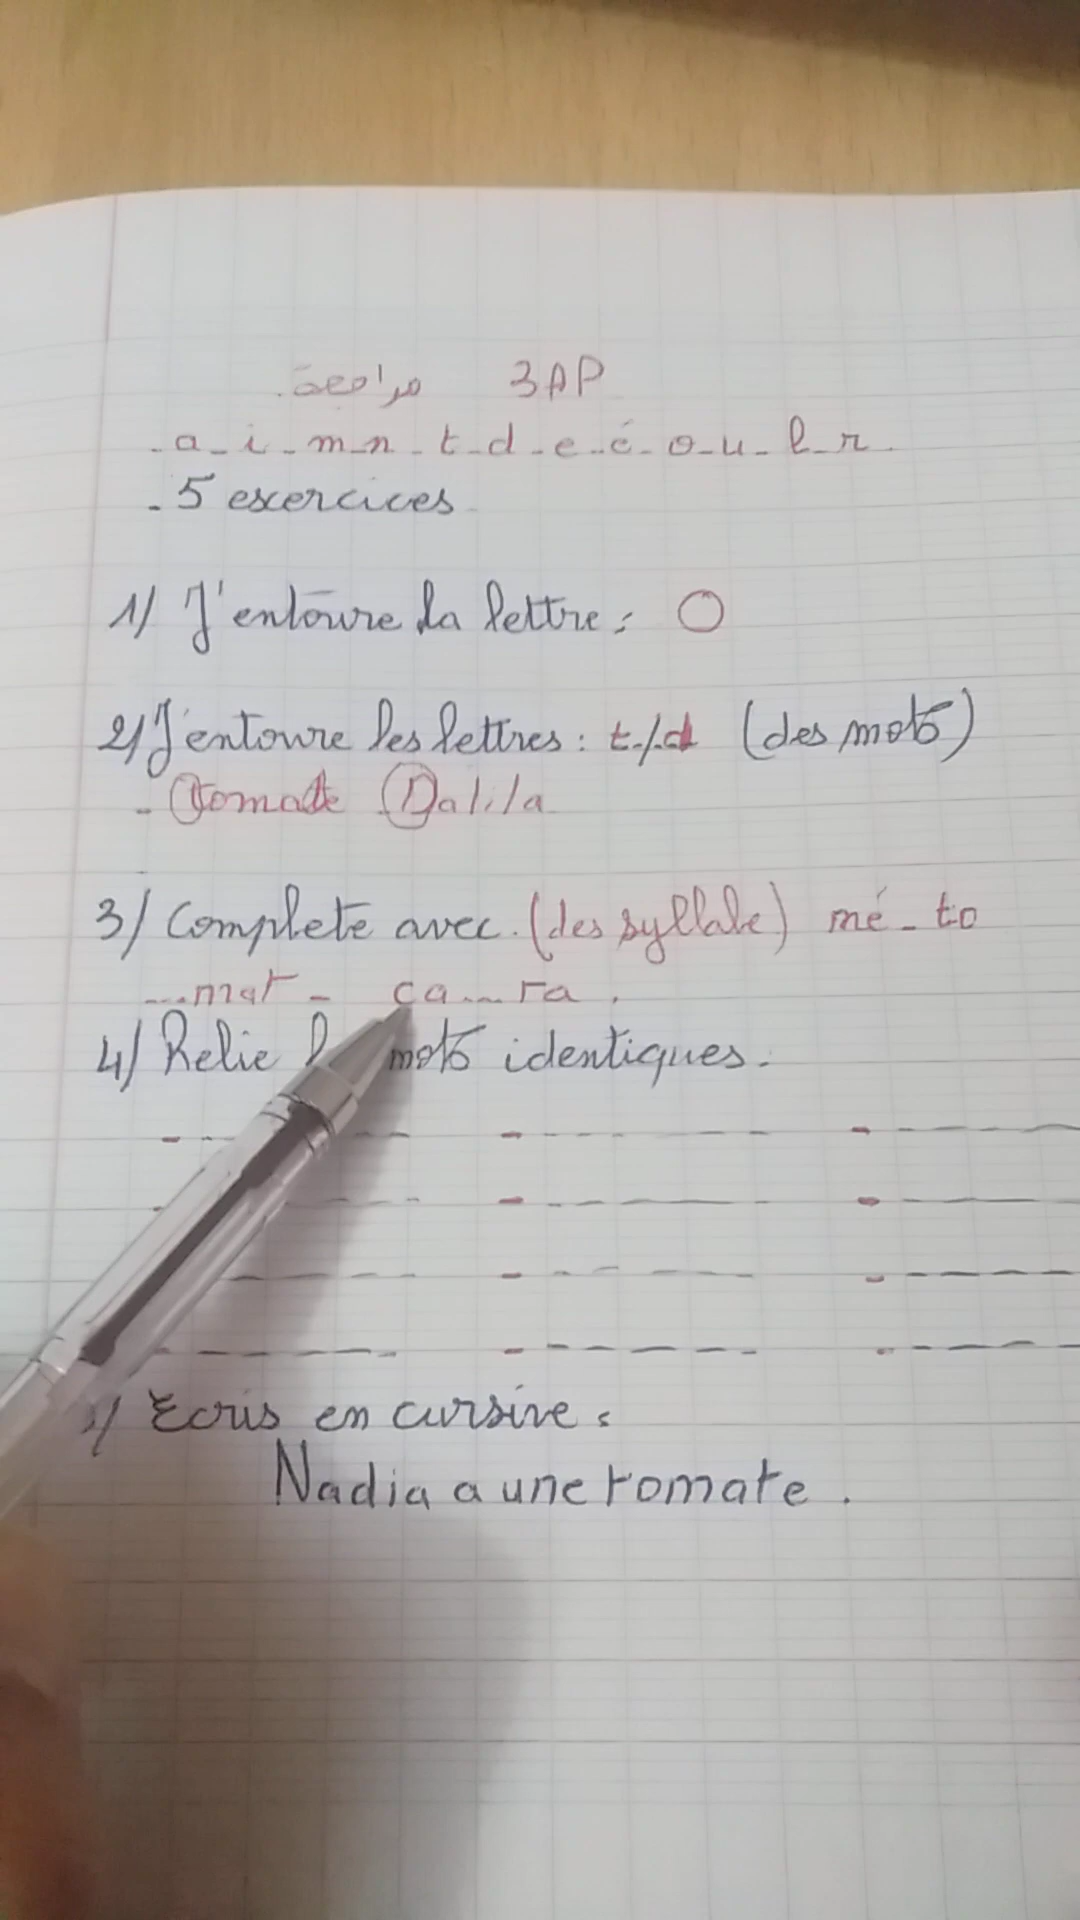 مراجعة 3AP
- a - i - m - n - t - d - e - é - o - u - l - r
- 5 exercices
1/ J'entoure la lettre : O
2/ J'entoure les lettres : t / d (des mots)
- tomate Dalila
3/ Complete avec (des syllabe) mé - to
...mat - ca...ra.
4/ Relie mots identiques.
/ Ecris en cursive :
Nadia a une tomate.